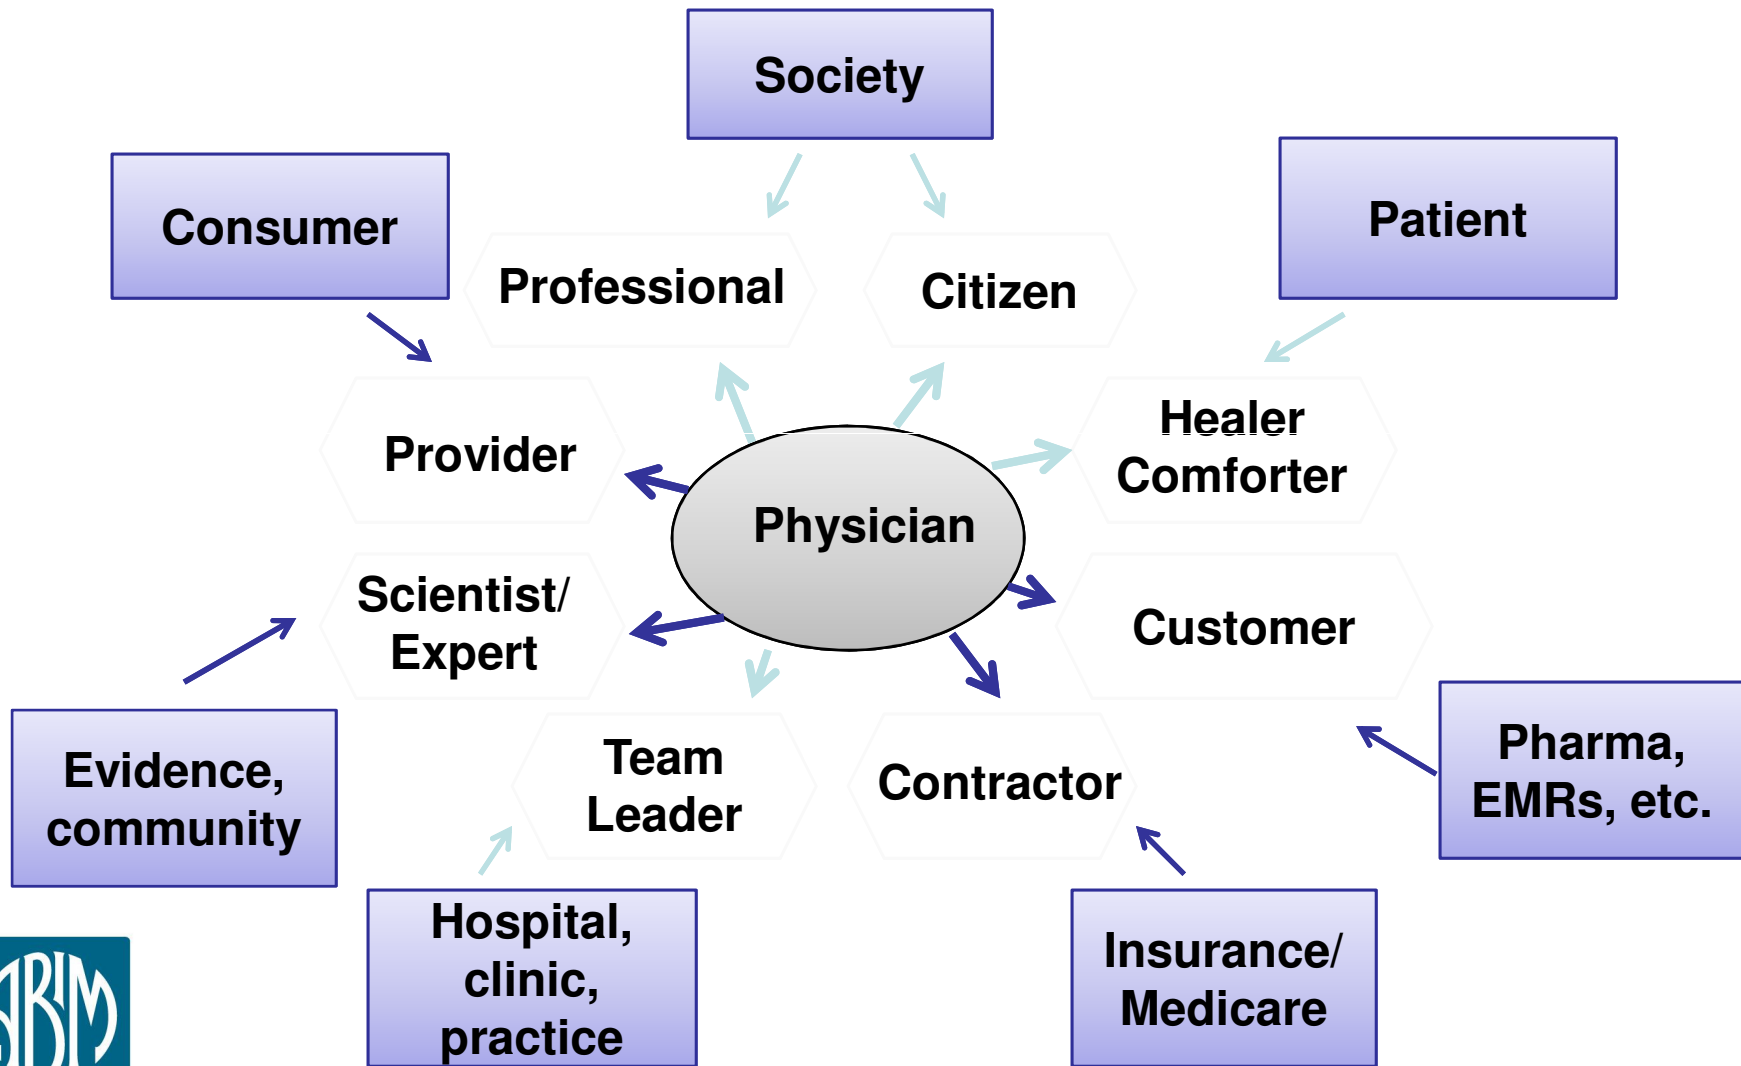 Society
Consumer
Patient
Professional
Citizen
Provider
Healer
Comforter
Physician
Scientist/
Expert
Customer
Team
Leader
Contractor
Evidence,
community
Pharma,
EMRs, etc.
Hospital,
clinic,
practice
Insurance/
Medicare
ABIM